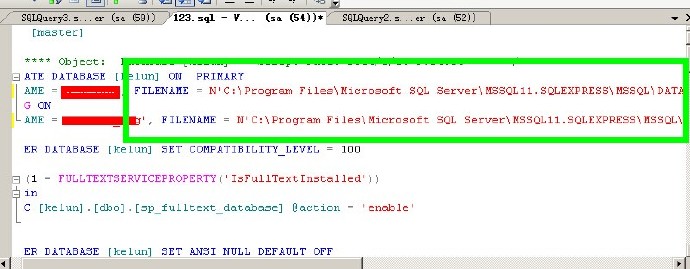 SQLQuery3.s...er (sa (59)) 123.sql - V... (sa (54))* SQLQuery2.s...er (sa (52))
[master]
**** Object:
ATE DATABASE [kelun] ON PRIMARY
AME = , FILENAME = N'C:\Program Files\Microsoft SQL Server\MSSQL11.SQLEXPRESS\MSSQL\DATA
G ON
AME = g', FILENAME = N'C:\Program Files\Microsoft SQL Server\MSSQL11.SQLEXPRESS\MSSQL\
ER DATABASE [kelun] SET COMPATIBILITY_LEVEL = 100
(1 = FULLTEXTSERVICEPROPERTY('IsFullTextInstalled'))
in
C [kelun].[dbo].[sp_fulltext_database] @action = 'enable'
ER DATABASE [kelun] SET ANSI_NULL_DEFAULT OFF